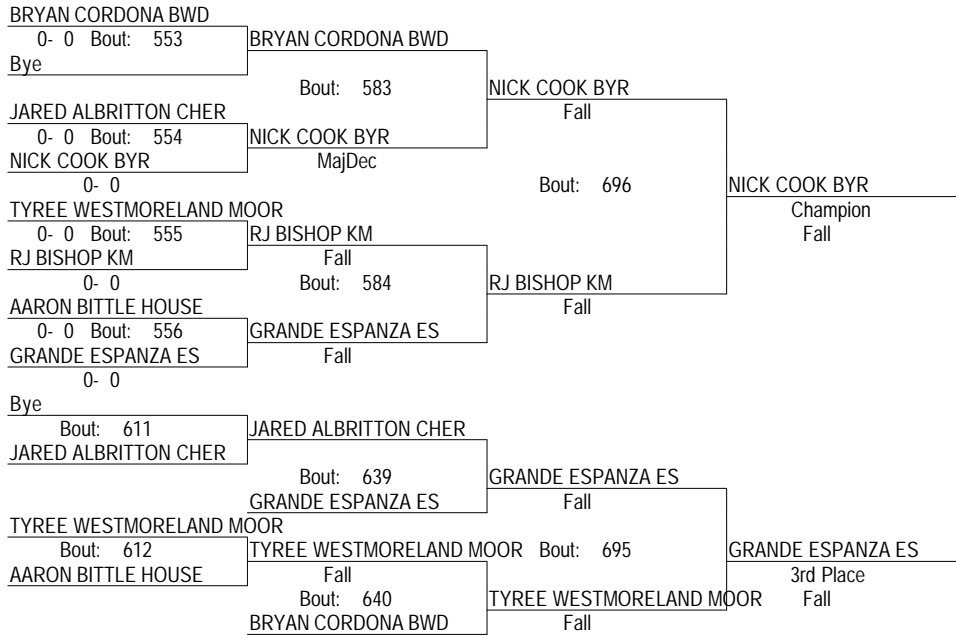 BRYAN CORDONA BWD
0- 0 Bout: 553 BRYAN CORDONA BWD
Bye
Bout: 583 NICK COOK BYR
JARED ALBRITTON CHER Fall
0- 0 Bout: 554 NICK COOK BYR
NICK COOK BYR MajDec
0- 0 Bout: 696 NICK COOK BYR
TYREE WESTMORELAND MOOR Champion
0- 0 Bout: 555 RJ BISHOP KM Fall
RJ BISHOP KM Fall
0- 0 Bout: 584 RJ BISHOP KM
AARON BITTLE HOUSE Fall
0- 0 Bout: 556 GRANDE ESPANZA ES
GRANDE ESPANZA ES Fall
0- 0
Bye
Bout: 611 JARED ALBRITTON CHER
JARED ALBRITTON CHER
Bout: 639 GRANDE ESPANZA ES
GRANDE ESPANZA ES Fall
TYREE WESTMORELAND MOOR
Bout: 612 TYREE WESTMORELAND MOOR Bout: 695 GRANDE ESPANZA ES
AARON BITTLE HOUSE Fall 3rd Place
Bout: 640 TYREE WESTMORELAND MOOR Fall
BRYAN CORDONA BWD Fall